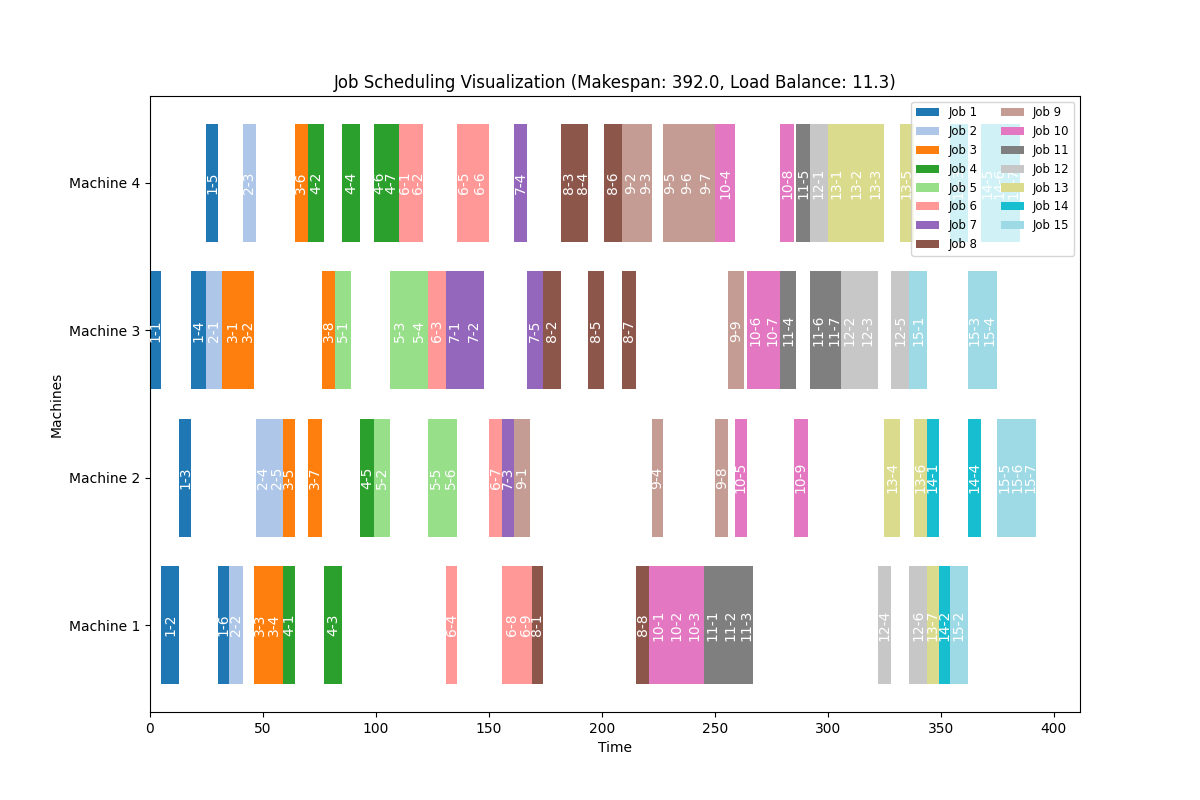 Job Scheduling Visualization (Makespan: 392.0, Load Balance: 11.3)
Machines
Machine 4
1-5 2-3 3-6 4-2 4-4 4-6 4-7 6-1 6-2 6-5 6-6 7-4 8-3 8-4 8-6 9-2 9-3 9-5 9-6 9-7 10-4 10-8 11-5 12-1 13-1 13-2 13-3 13-5
Job 1 Job 9
Job 2 Job 10
Job 3 Job 11
Job 4 Job 12
Job 5 Job 13
Job 6 Job 14
Job 7 Job 15
Job 8
Machine 3
1-1 1-4 2-1 3-1 3-2 3-8 5-1 5-3 5-4 6-3 7-1 7-2 7-5 8-2 8-5 8-7 9-9 10-6 10-7 11-4 11-6 11-7 12-2 12-3 12-5 15-1 15-3 15-4
Machine 2
1-3 2-4 2-5 3-5 3-7 4-5 5-2 5-5 5-6 6-7 7-3 9-1 9-4 9-8 10-5 10-9 13-4 13-6 14-1 14-4 15-5 15-6 15-7
Machine 1
1-2 1-6 2-2 3-3 3-4 4-1 4-3 6-4 6-8 6-9 8-1 8-8 10-1 10-2 10-3 11-1 11-2 11-3 12-4 12-6 13-7 14-2 15-2
0 50 100 150 200 250 300 350 400
Time